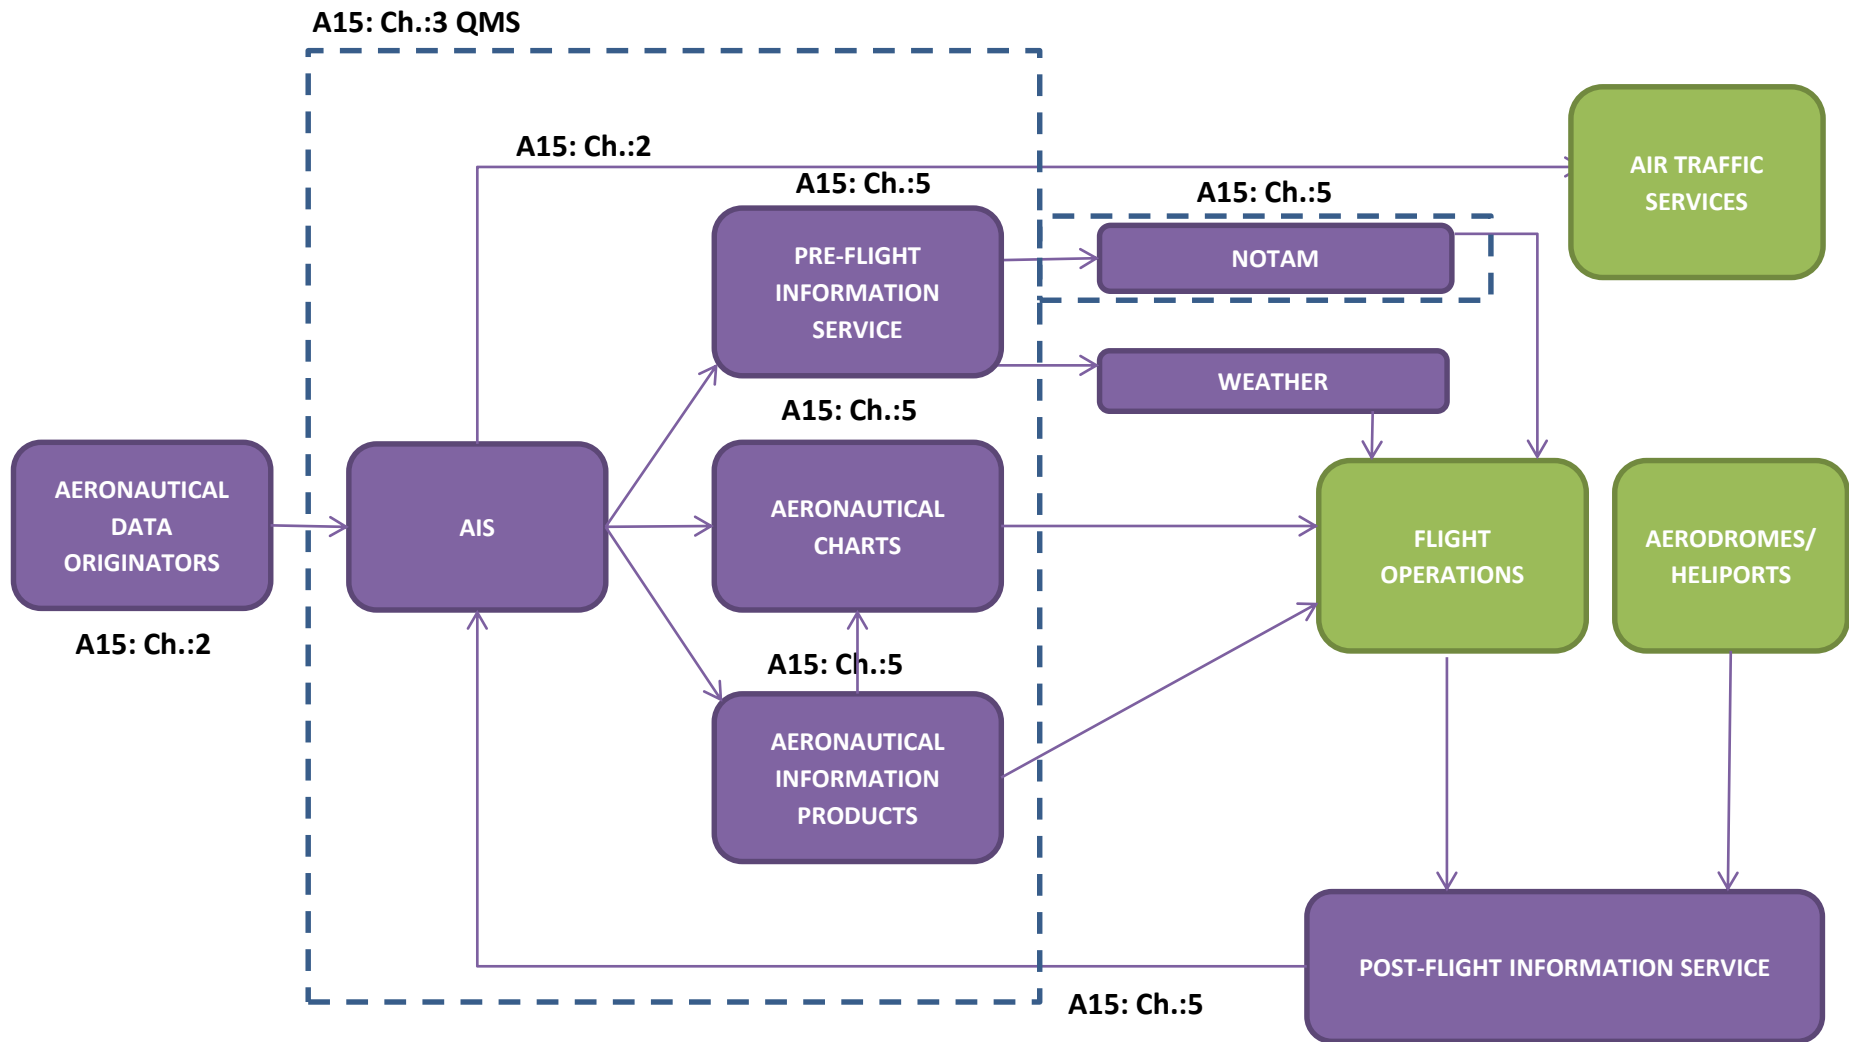 A15: Ch.:3 QMS
A15: Ch.:2
A15: Ch.:5
A15: Ch.:5
AIR TRAFFIC
SERVICES
PRE-FLIGHT
INFORMATION
SERVICE
NOTAM
WEATHER
A15: Ch.:5
AERONAUTICAL
DATA
ORIGINATORS
AIS
AERONAUTICAL
CHARTS
FLIGHT
OPERATIONS
AERODROMES/
HELIPORTS
A15: Ch.:2
A15: Ch.:5
AERONAUTICAL
INFORMATION
PRODUCTS
POST-FLIGHT INFORMATION SERVICE
A15: Ch.:5